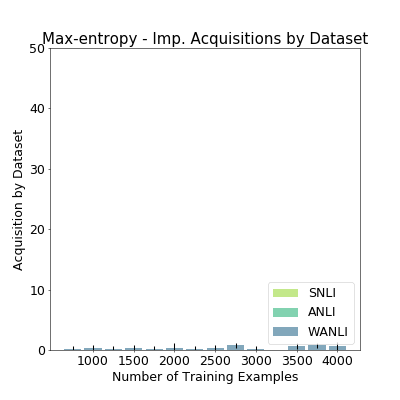 Max-entropy - Imp. Acquisitions by Dataset
50
40
30
20
10
0
Acquisition by Dataset
SNLI
ANLI
WANLI
1000 1500 2000 2500 3000 3500 4000
Number of Training Examples